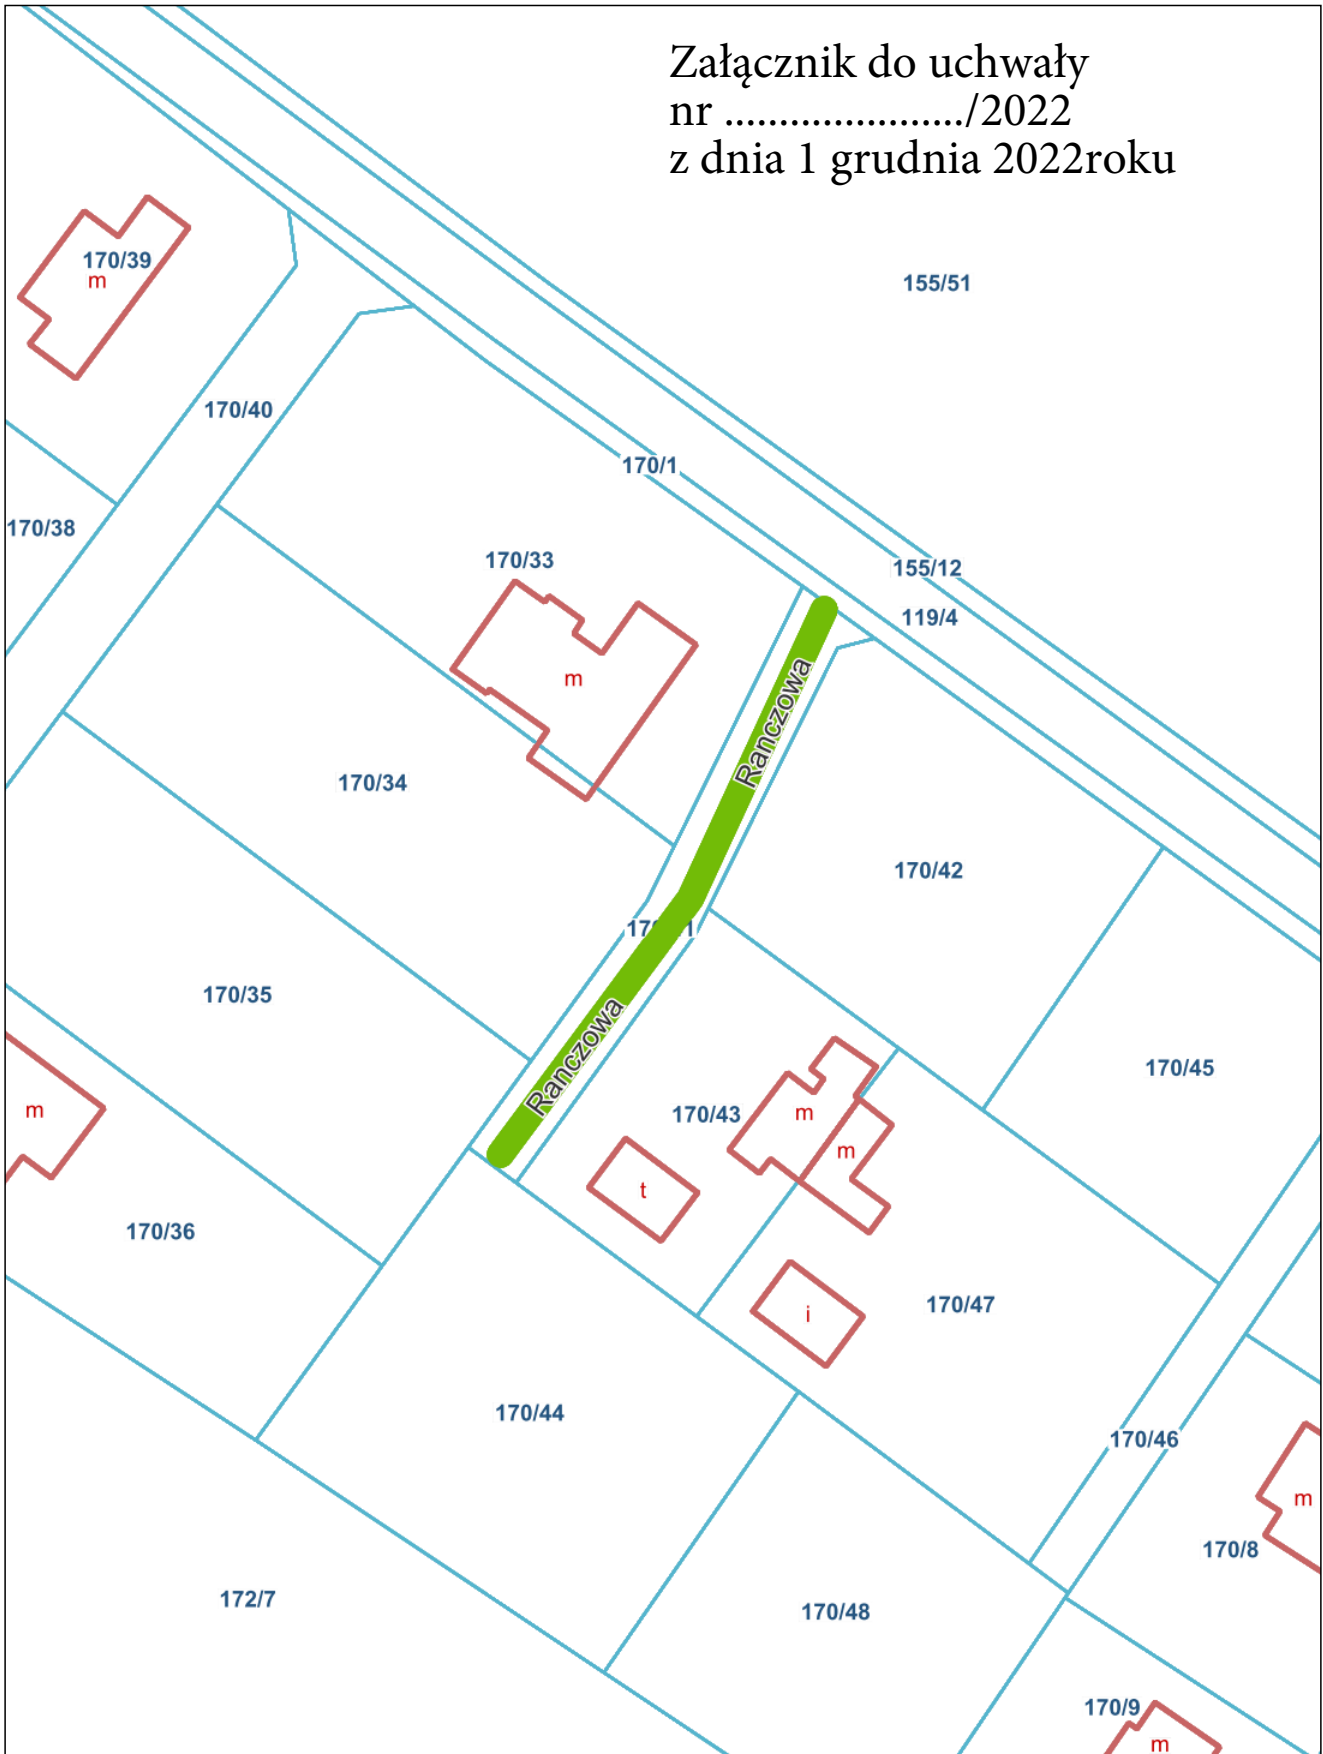 Załącznik do uchwały
nr ....................../2022
z dnia 1 grudnia 2022roku
170/39
m
155/51
170/40
170/1
170/38
170/33
155/12
119/4
m
Ranczowa
170/34
170/42
170/35
Ranczowa
170/45
m
170/43
m
m
t
170/36
170/47
i
170/44
170/46
m
170/8
172/7
170/48
170/9
m